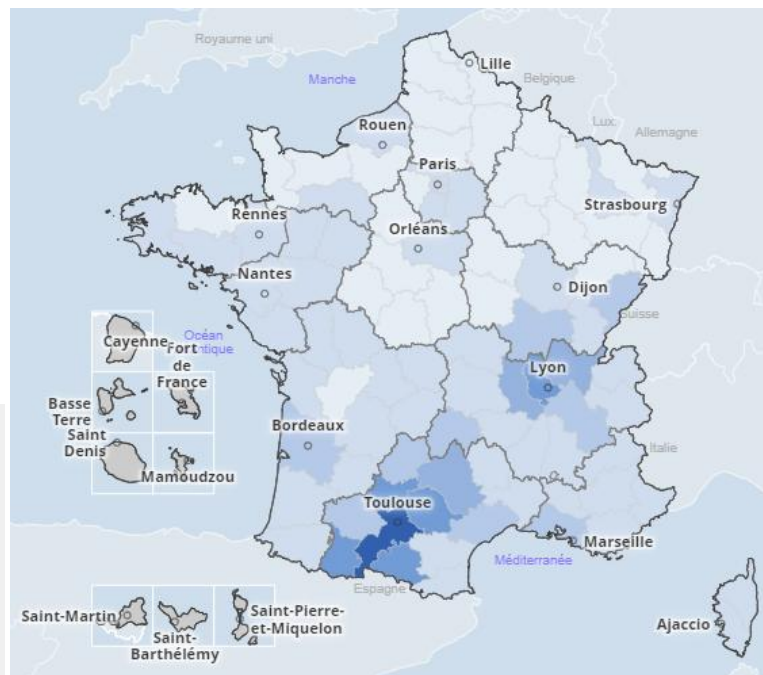 Royaume uni
Lille
Manche
Belgique
Rouen
Lux.
Allemagne
Paris
Strasbourg
Rennes
Orléans
Nantes
Dijon
Suisse
Océan
Cayenne
Fort
de
France
Lyon
Basse
Terre
Saint
Denis
Bordeaux
Italie
Mamoudzou
Toulouse
Marseille
Méditerranée
Espagne
Saint-Martin
Saint-
Barthélémy
Saint-Pierre-
et-Miquelon
Ajaccio